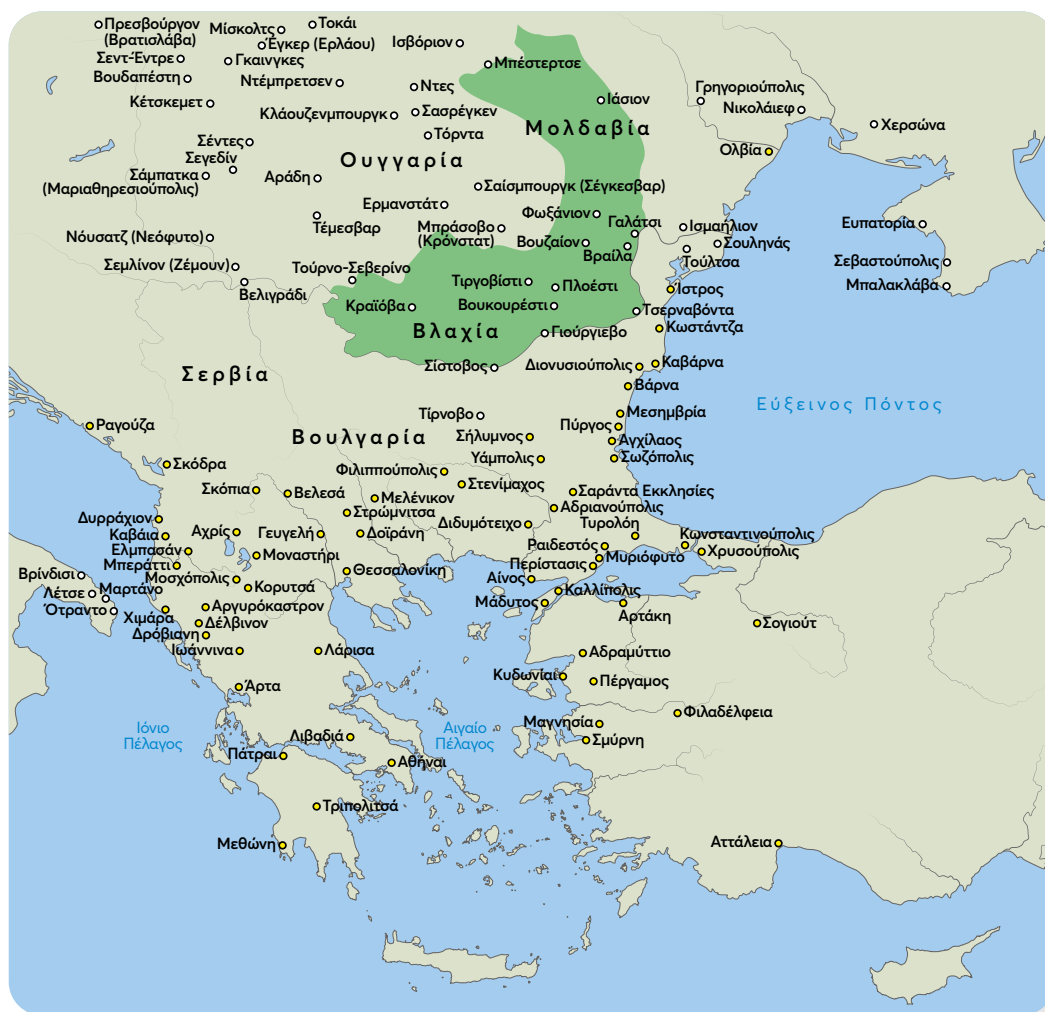 Πρεσβούργον
(Βρατισλάβα)
Μίσκολτς
Τοκάι
Έγκερ (Ερλάου)
Ισβόριον
Σεντ-Έντρε
Γκαινγκες
Μπέστερτσε
Βουδαπέστη
Ντέμπρετσεν
Ντες
Γρηγοριούπολις
Κέτσκεμετ
Ιάσιον
Νικολάιεφ
Κλάουζενμπουργκ
Σασρέγκεν
Χερσώνα
Μολδαβία
Τόρντα
Σέντες
Ολβία
Σεγεδίν
Ουγγαρία
Σάμπατκα
(Μαριαθηρεσιούπολις)
Αράδη
Σαίσμπουργκ (Σέγκεσβαρ)
Ερμανστάτ
Φωξάνιον
Τέμεσβαρ
Μπράσοβο
(Κρόνστατ)
Γαλάτσι
Ισμαήλιον
Ευπατορία
Νόυσατζ (Νεόφυτο)
Βουζαίον
Σουληνάς
Βραΐλα
Τούλτσα
Σεμλίνον (Ζέμουν)
Τούρνο-Σεβερίνο
Σεβαστούπολις
Βελιγράδι
Τιργοβίστι
Πλοέστι
Ίστρος
Μπαλακλάβα
Κραϊόβα
Βουκουρέστι
Τσερναβόντα
Βλαχία
Γιούργιεβο
Κωστάντζα
Σίστοβος
Διονυσιούπολις
Καβάρνα
Σερβία
Βάρνα
Εύξεινος Πόντος
Τίρνοβο
Μεσημβρία
Ραγούζα
Πύργος
Βουλγαρία
Σήλυμνος
Αγχίλαος
Υάμπολις
Σωζόπολις
Σκόδρα
Φιλιππούπολις
Στενίμαχος
Σκόπια
Βελεσά
Μελένικον
Σαράντα Εκκλησίες
Στρώμνιτσα
Αδριανούπολις
Δυρράχιον
Διδυμότειχο
Τυρολόη
Καβάια
Αχρίς
Γευγελή
Δοϊράνη
Κωνσταντινούπολις
Ελμπασάν
Ραιδεστός
Χρυσούπολις
Μοναστήρι
Μυριόφυτο
Μπεράττι
Περίστασις
Βρίνδισι
Μοσχόπολις
Θεσσαλονίκη
Αίνος
Λέτσε
Μαρτάνο
Κορυτσά
Καλλίπολις
Ότραντο
Χιμάρα
Αργυρόκαστρον
Μάδυτος
Αρτάκη
Δέλβινον
Σογιούτ
Δρόβιανη
Ιωάννινα
Λάρισα
Αδραμύττιο
Κυδωνίαι
Πέργαμος
Άρτα
Φιλαδέλφεια
Ιόνιο
Πέλαγος
Λιβαδιά
Αιγαίο
Πέλαγος
Μαγνησία
Σμύρνη
Πάτραι
Αθήναι
Τριπολιτσά
Μεθώνη
Αττάλεια